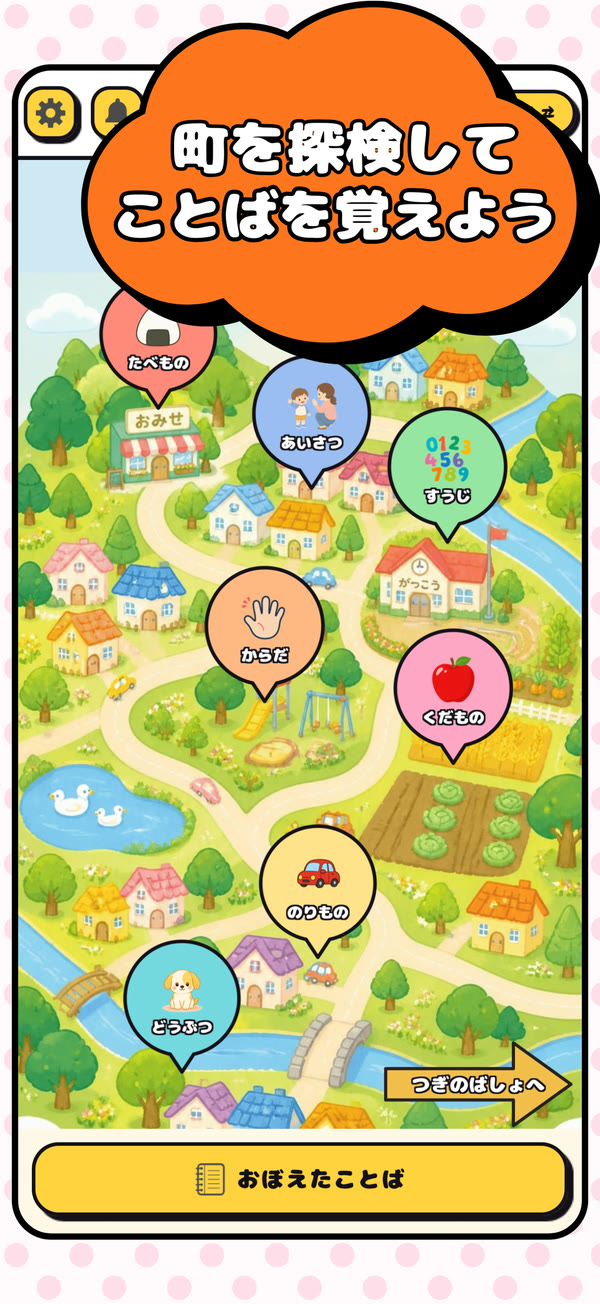 町を探検して
ことばを覚えよう
たべもの
おみせ
あいさつ
0123
456
789
すうじ
がっこう
からだ
くだもの
のりもの
どうぶつ
つぎのばしょへ
おぼえたことば